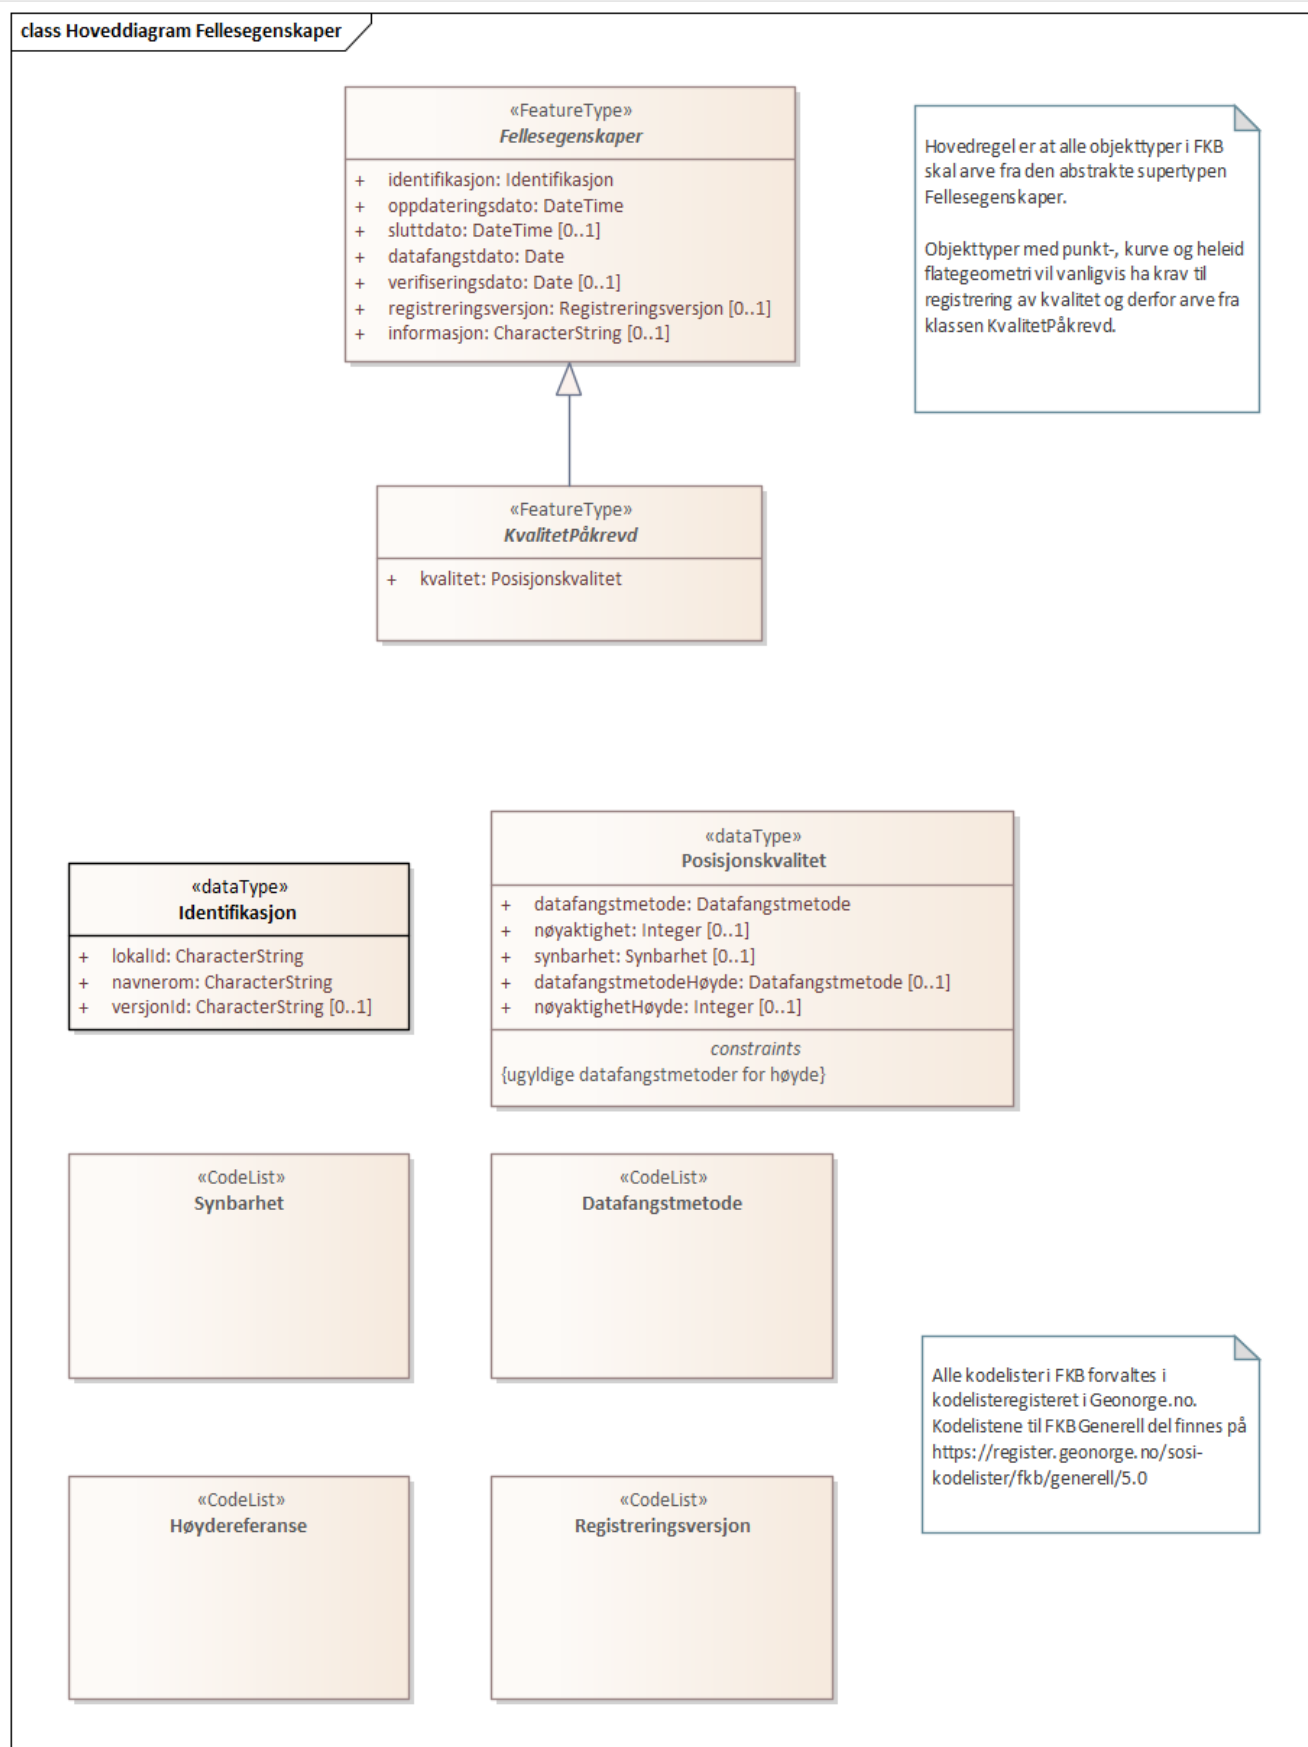 class Hoveddiagram Fellesegenskaper
«FeatureType»
Fellesegenskaper
+ identifikasjon: Identifikasjon
+ oppdateringsdato: DateTime
+ sluttdato: DateTime [0..1]
+ datafangstdato: Date
+ verifiseringsdato: Date [0..1]
+ registreringsversjon: Registreringsversjon [0..1]
+ informasjon: CharacterString [0..1]
Hovedregel er at alle objekttyper i FKB
skal arve fra den abstrakte supertypen
Fellesegenskaper.
Objekttyper med punkt-, kurve og heleid
flategeometri vil vanligvis ha krav til
registrering av kvalitet og derfor arve fra
klassen KvalitetPåkrevd.
«FeatureType»
KvalitetPåkrevd
+ kvalitet: Posisjonskvalitet
«dataType»
Identifikasjon
+ lokalId: CharacterString
+ navnerom: CharacterString
+ versjonId: CharacterString [0..1]
«dataType»
Posisjonskvalitet
+ datafangstmetode: Datafangstmetode
+ nøyaktighet: Integer [0..1]
+ synbarhet: Synbarhet [0..1]
+ datafangstmetodeHøyde: Datafangstmetode [0..1]
+ nøyaktighetHøyde: Integer [0..1]
constraints
{ugyldige datafangstmetoder for høyde}
«CodeList»
Synbarhet
«CodeList»
Datafangstmetode
Alle kodelister i FKB forvaltes i
kodelisteregisteret i Geonorge.no.
Kodelistene til FKB Generell del finnes på
https://register.geonorge.no/sosi-
kodelister/fkb/generell/5.0
«CodeList»
Høydereferanse
«CodeList»
Registreringsversjon